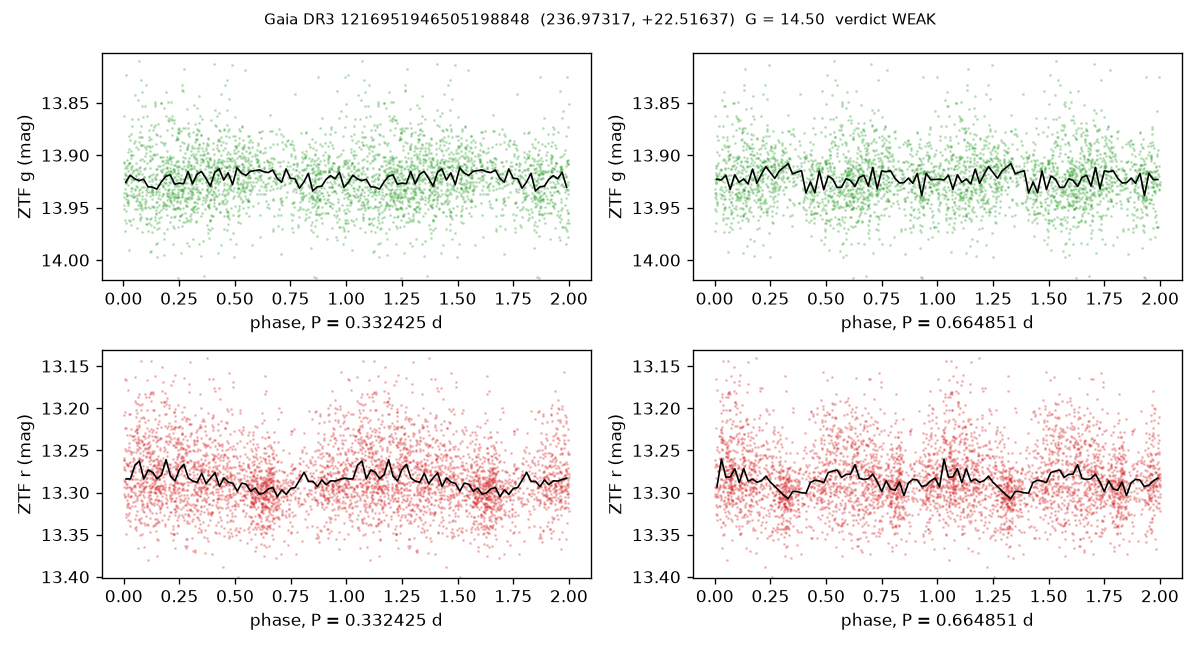 Gaia DR3 1216951946505198848  (236.97317, +22.51637)  G = 14.50  verdict WEAK
ZTF g (mag)
13.85
13.90
13.95
14.00
0.00 0.25 0.50 0.75 1.00 1.25 1.50 1.75 2.00
phase, P = 0.332425 d
ZTF g (mag)
13.85
13.90
13.95
14.00
0.00 0.25 0.50 0.75 1.00 1.25 1.50 1.75 2.00
phase, P = 0.664851 d
ZTF r (mag)
13.15
13.20
13.25
13.30
13.35
13.40
0.00 0.25 0.50 0.75 1.00 1.25 1.50 1.75 2.00
phase, P = 0.332425 d
ZTF r (mag)
13.15
13.20
13.25
13.30
13.35
13.40
0.00 0.25 0.50 0.75 1.00 1.25 1.50 1.75 2.00
phase, P = 0.664851 d